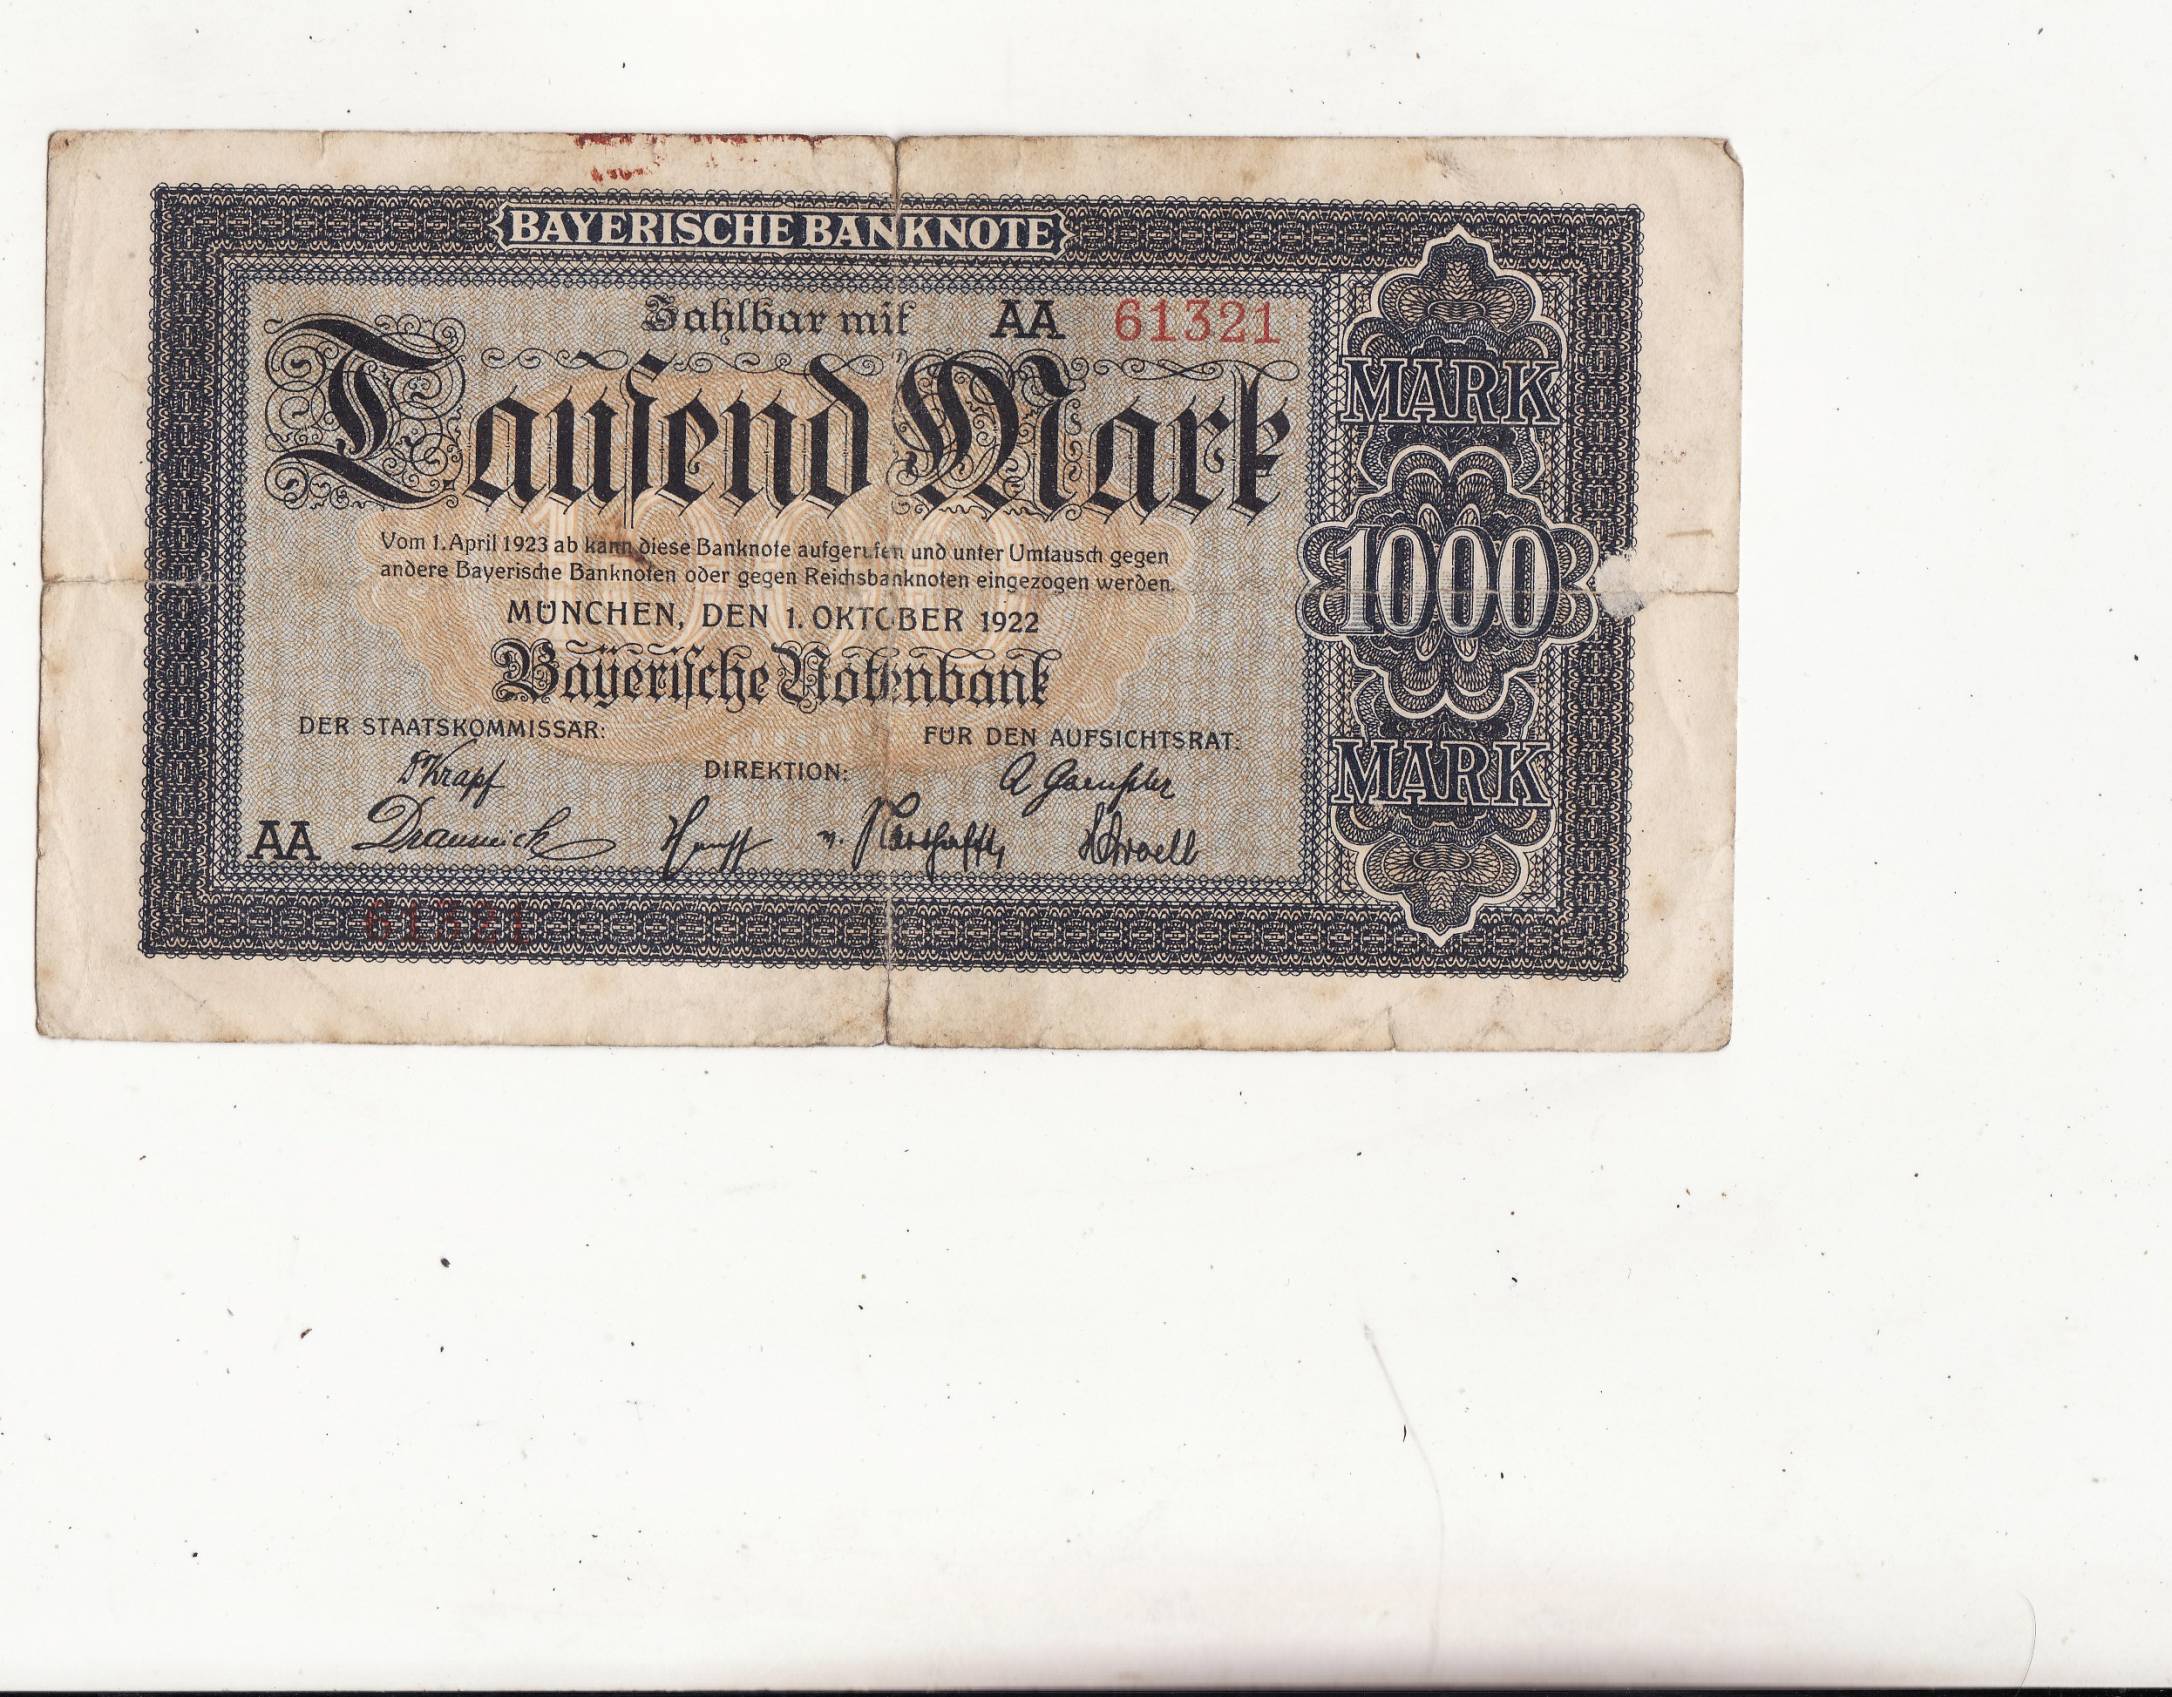 BAYERISCHE BANKNOTE
Zahlbar mit AA 61321
Tausend Mark
Vom 1. April 1923 ab kann diese Banknote aufgerufen und unter Umtausch gegen
andere Bayerische Banknoten oder gegen Reichsbanknoten eingezogen werden.
MÜNCHEN, DEN 1. OKTOBER 1922
Bayerische Notenbank
DER STAATSKOMMISSAR: FÜR DEN AUFSICHTSRAT:
DIREKTION:
AA
61321
MARK
1000
MARK
1000